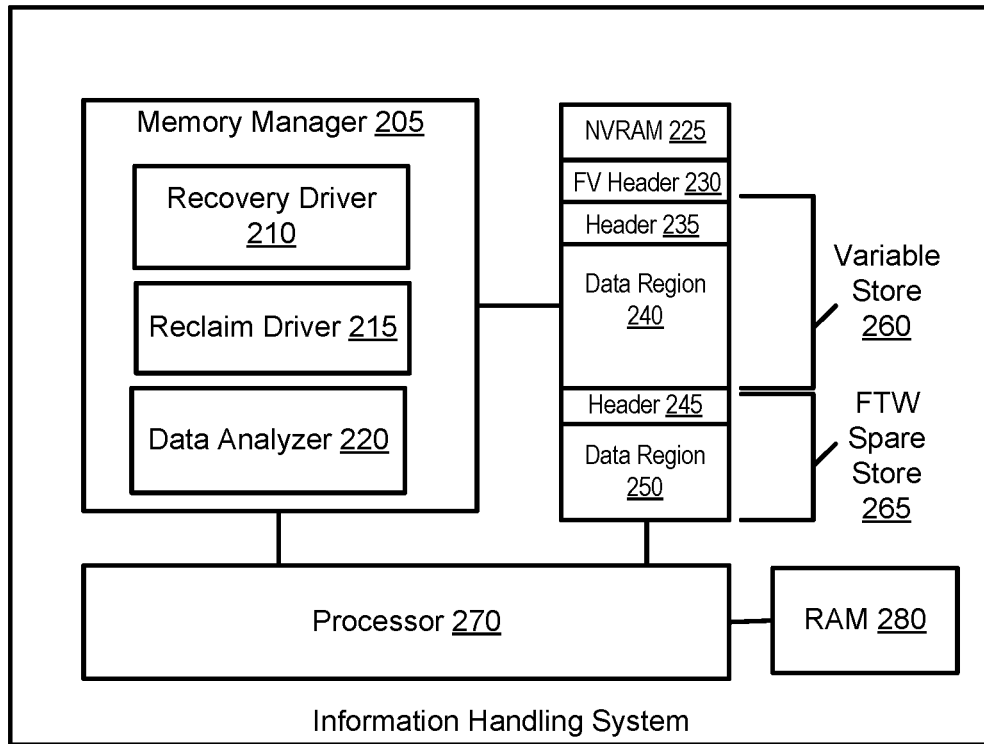 Memory Manager 205
Recovery Driver
210
Reclaim Driver 215
Data Analyzer 220
NVRAM 225
FV Header 230
Header 235
Data Region
240
Header 245
Data Region
250
Variable
Store
260
FTW
Spare
Store
265
Processor 270
RAM 280
Information Handling System